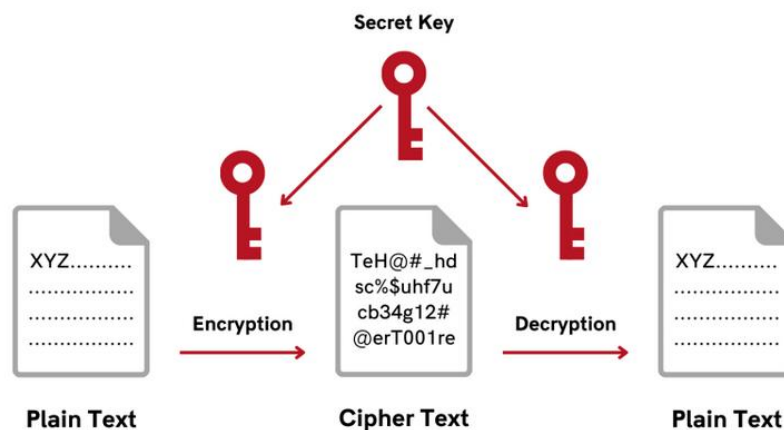 Secret Key
XYZ..........
.................
.................
.................
Encryption
TeH@#_hd
sc%$uhf7u
cb34g12#
@erT001re
Decryption
XYZ..........
.................
.................
.................
Plain Text
Cipher Text
Plain Text